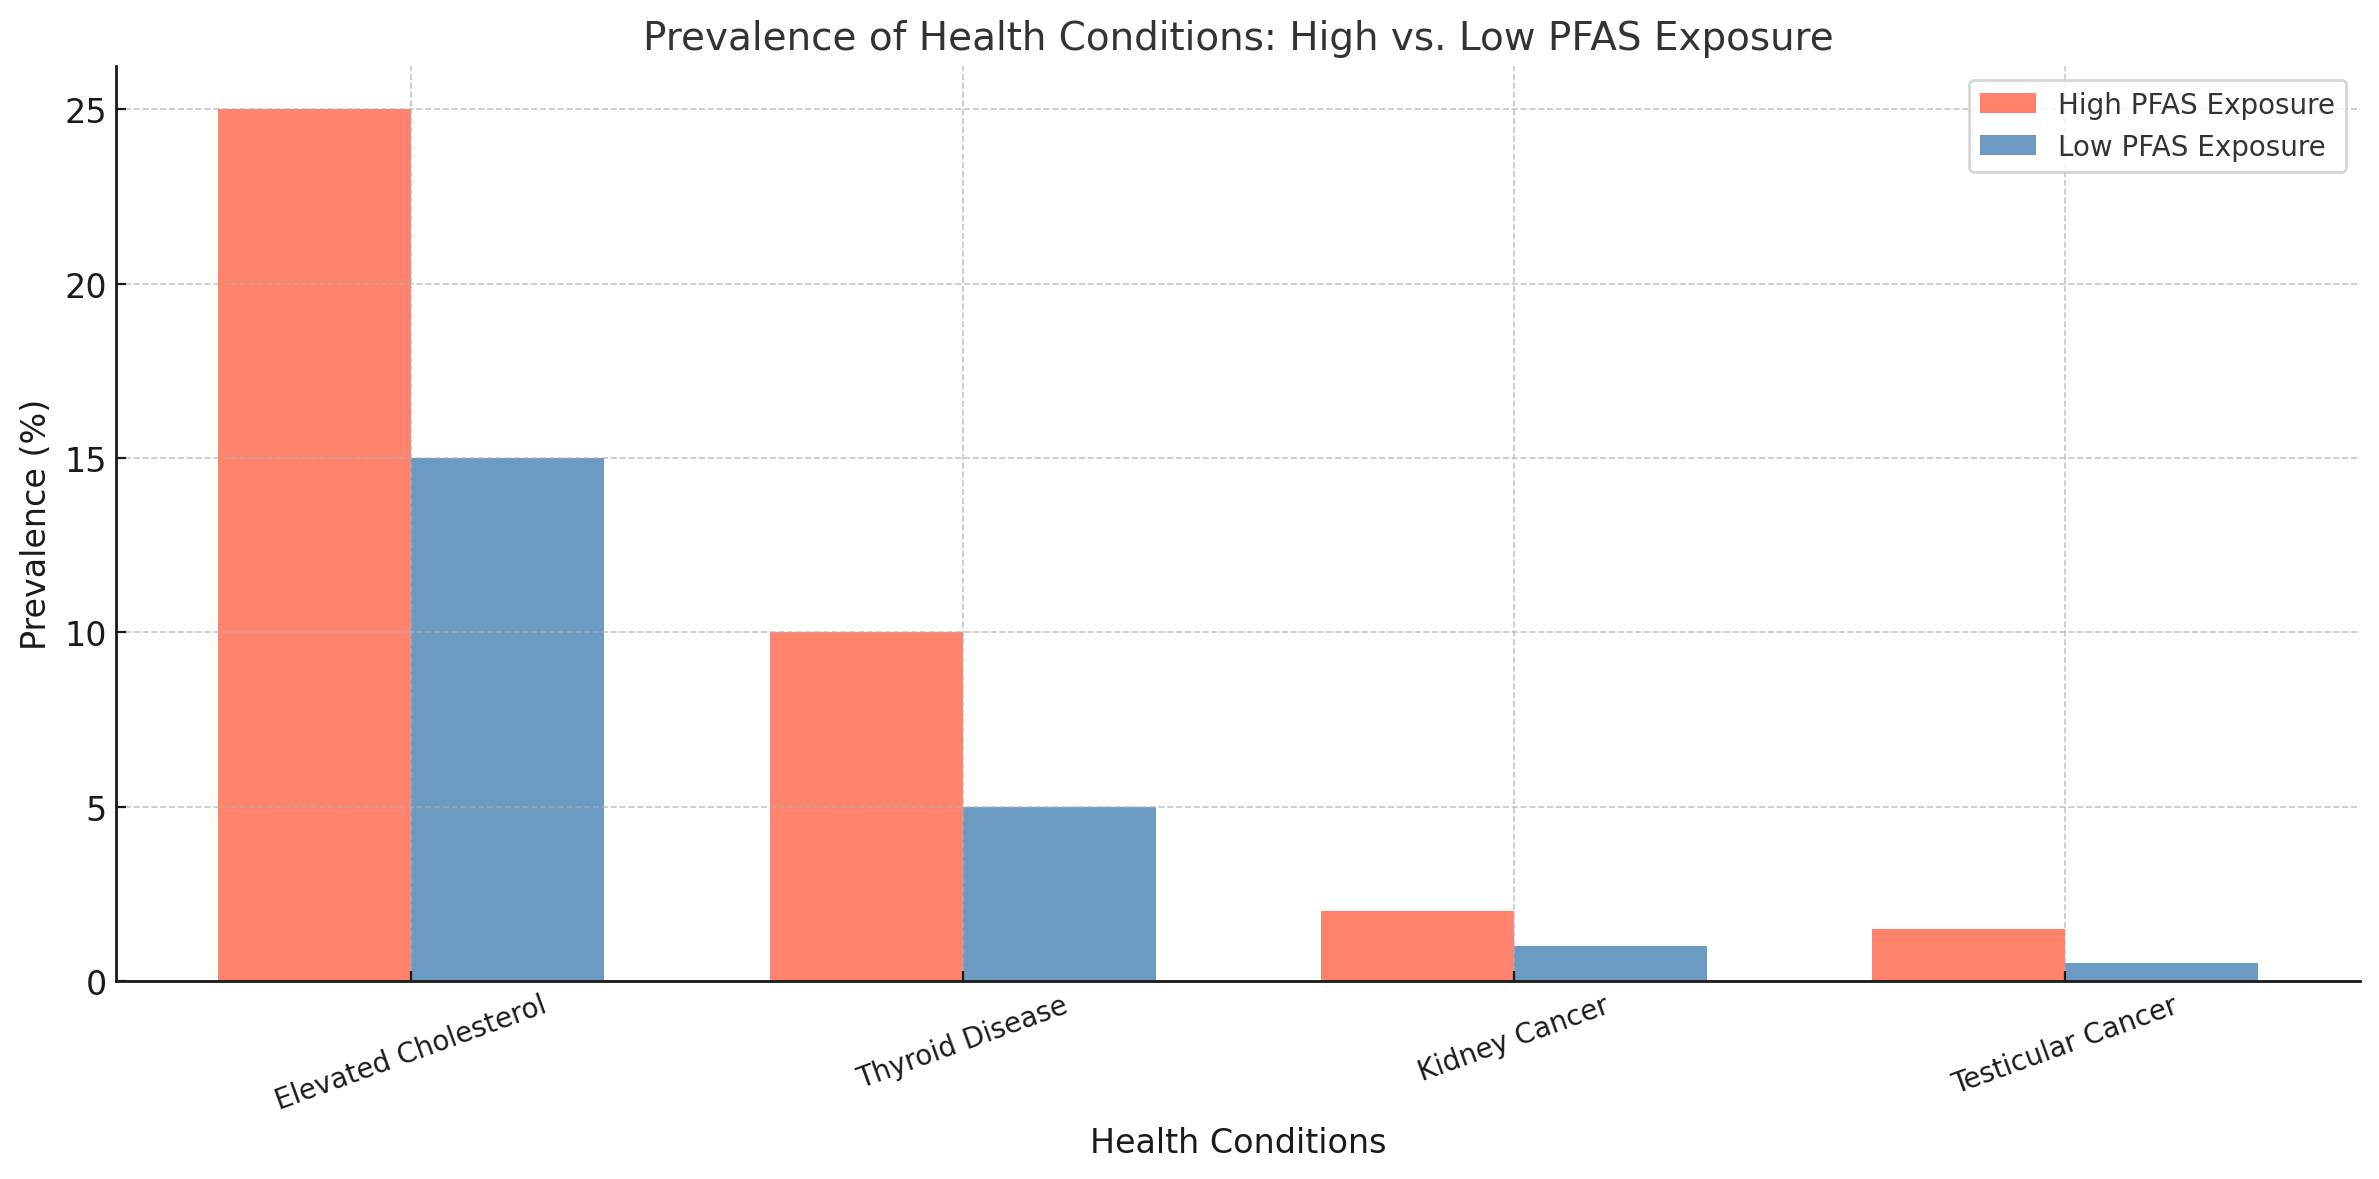 Prevalence of Health Conditions: High vs. Low PFAS Exposure
High PFAS Exposure
Low PFAS Exposure
Prevalence (%)
25
20
15
10
5
0
Elevated Cholesterol
Thyroid Disease
Kidney Cancer
Testicular Cancer
Health Conditions